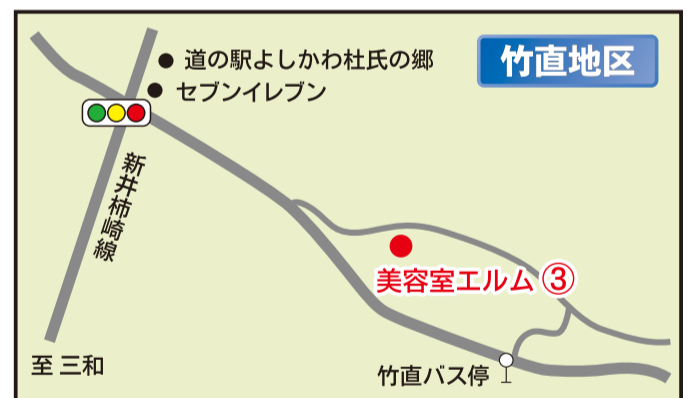 竹直地区
道の駅よしかわ杜氏の郷
セブンイレブン
新井柿崎線
美容室エルム ③
至 三和
竹直バス停